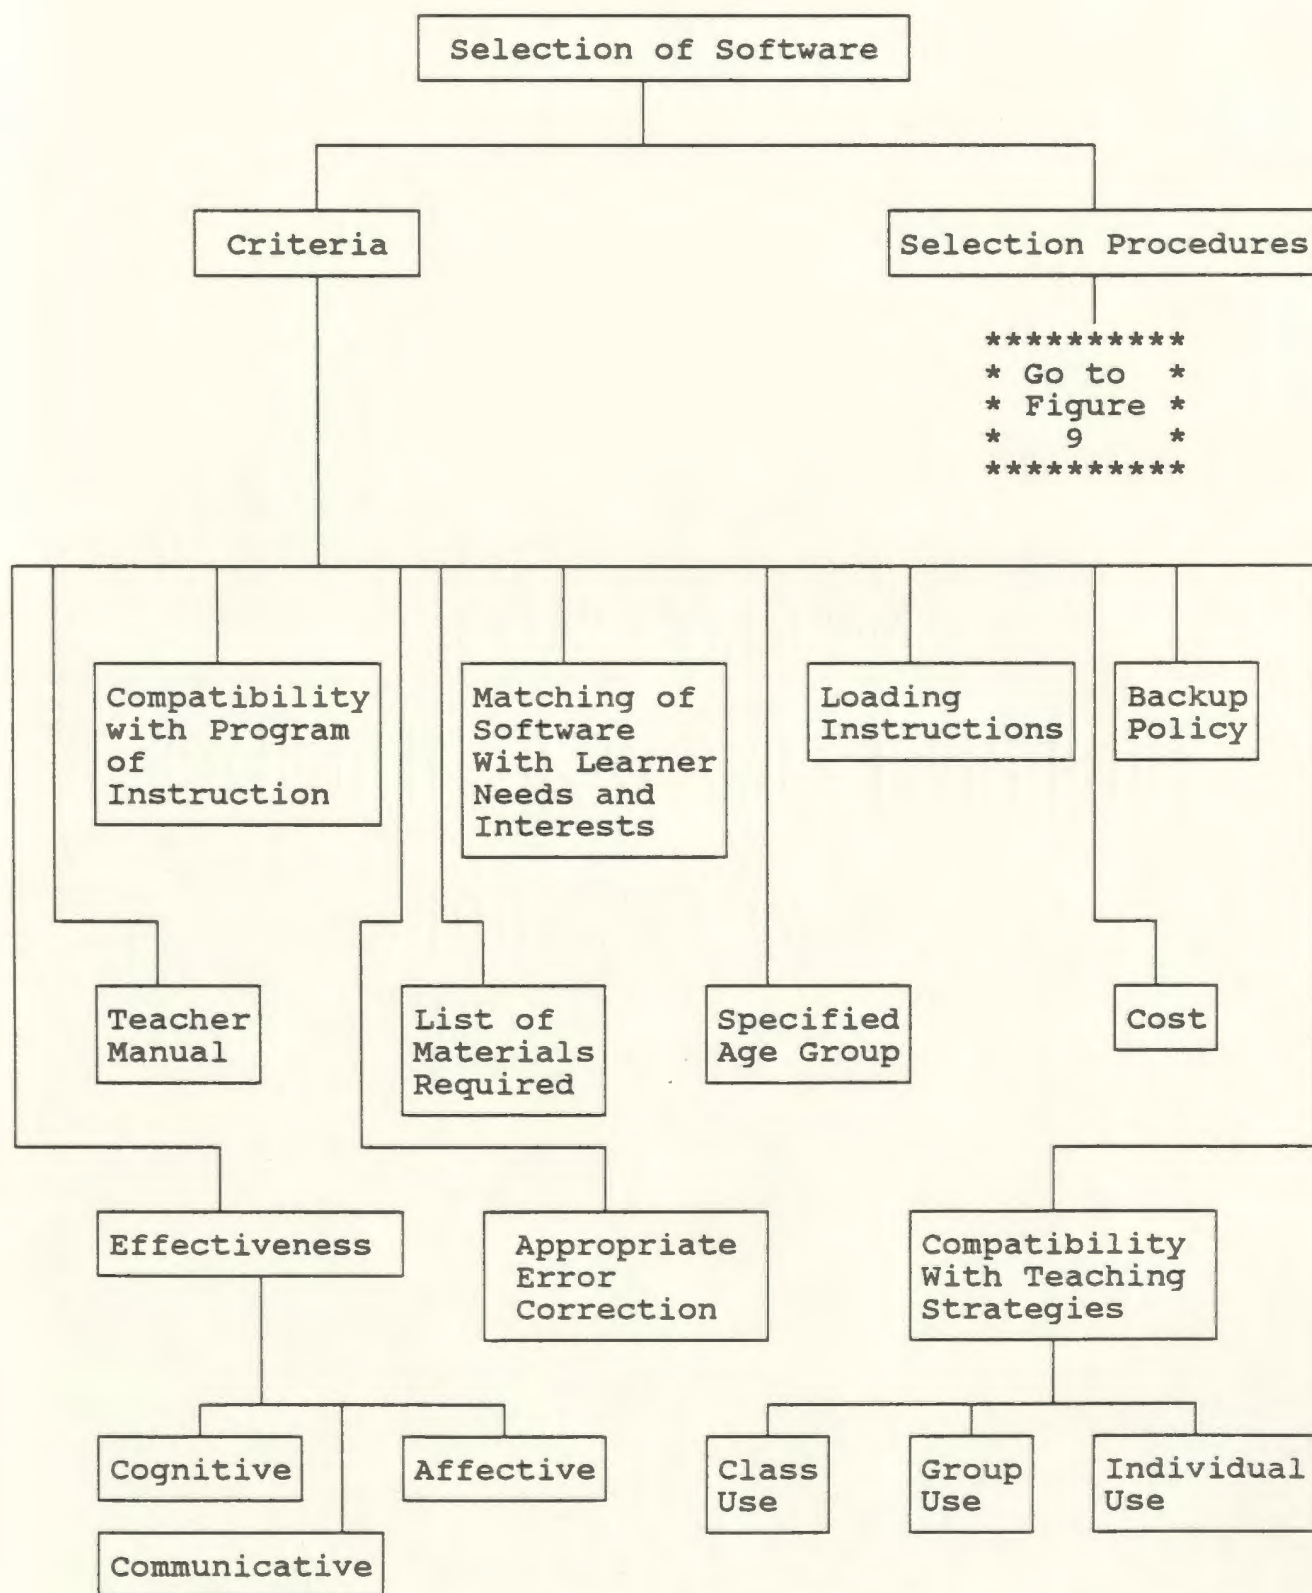 Selection of Software
Criteria
Selection Procedures
**********
* Go to *
* Figure *
* 9 *
**********
Compatibility
with Program
of
Instruction
Matching of
Software
With Learner
Needs and
Interests
Loading
Instructions
Backup
Policy
Teacher
Manual
List of
Materials
Required
Specified
Age Group
Cost
Effectiveness
Appropriate
Error
Correction
Compatibility
With Teaching
Strategies
Cognitive
Affective
Communicative
Class
Use
Group
Use
Individual
Use